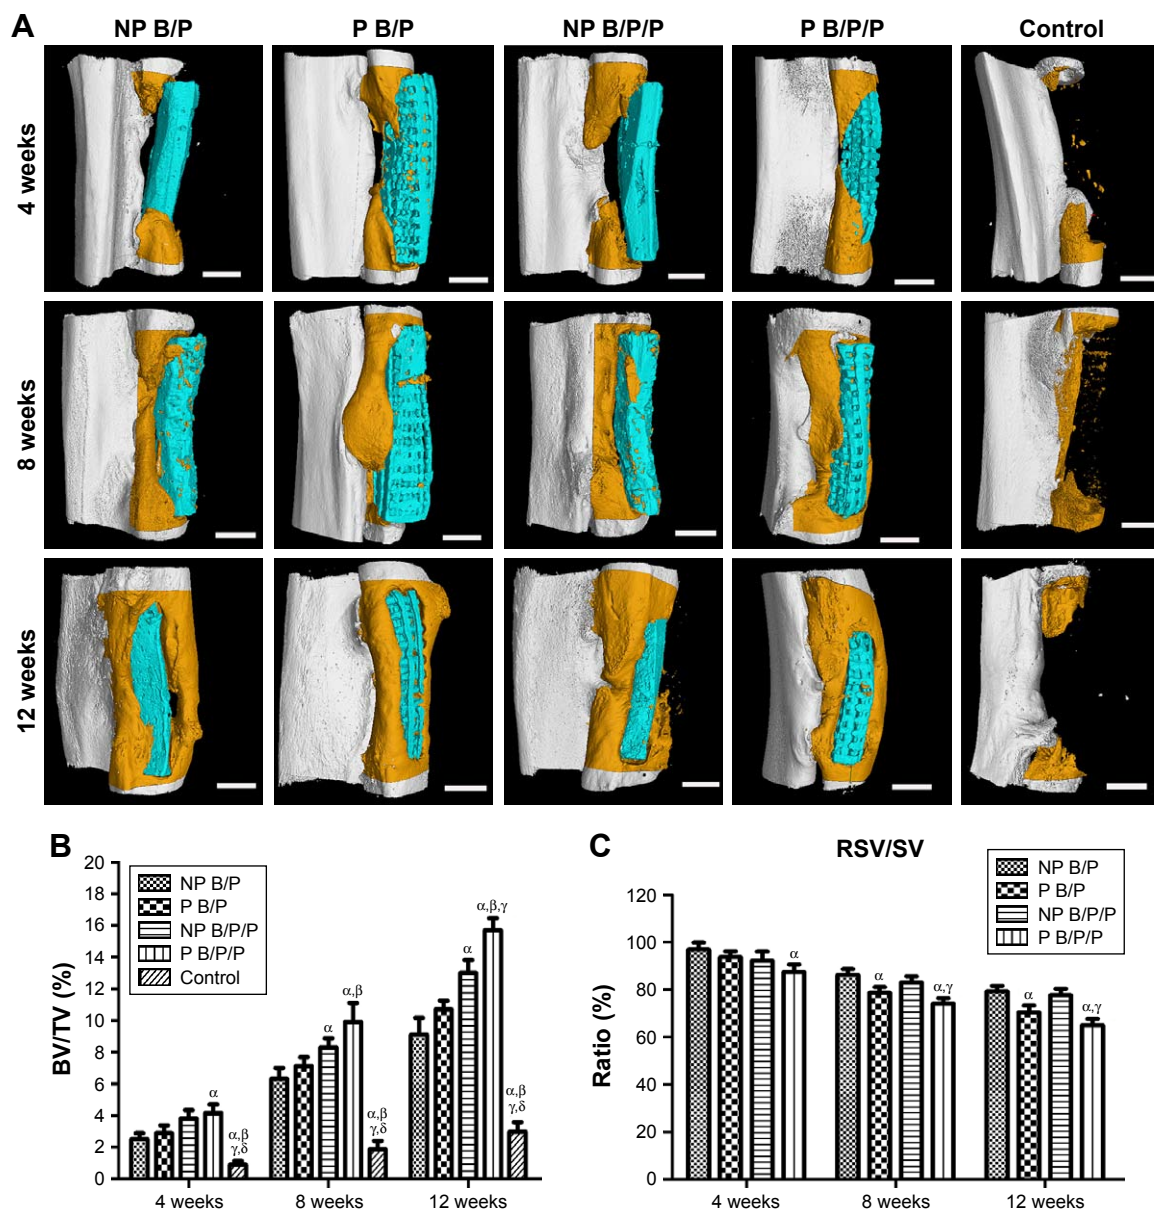 A
NP B/P
P B/P
NP B/P/P
P B/P/P
Control
4 weeks
8 weeks
12 weeks
B
BV/TV (%)
20
18
16
14
12
10
8
6
4
2
0
NP B/P
P B/P
NP B/P/P
P B/P/P
Control
α
α,β
γ,δ
α
α,β
α,β
γ,δ
α
α,β,γ
α,β
γ,δ
4 weeks
8 weeks
12 weeks
C
RSV/SV
Ratio (%)
120
100
80
60
40
20
0
NP B/P
P B/P
NP B/P/P
P B/P/P
α
α
α,γ
α
α,γ
4 weeks
8 weeks
12 weeks